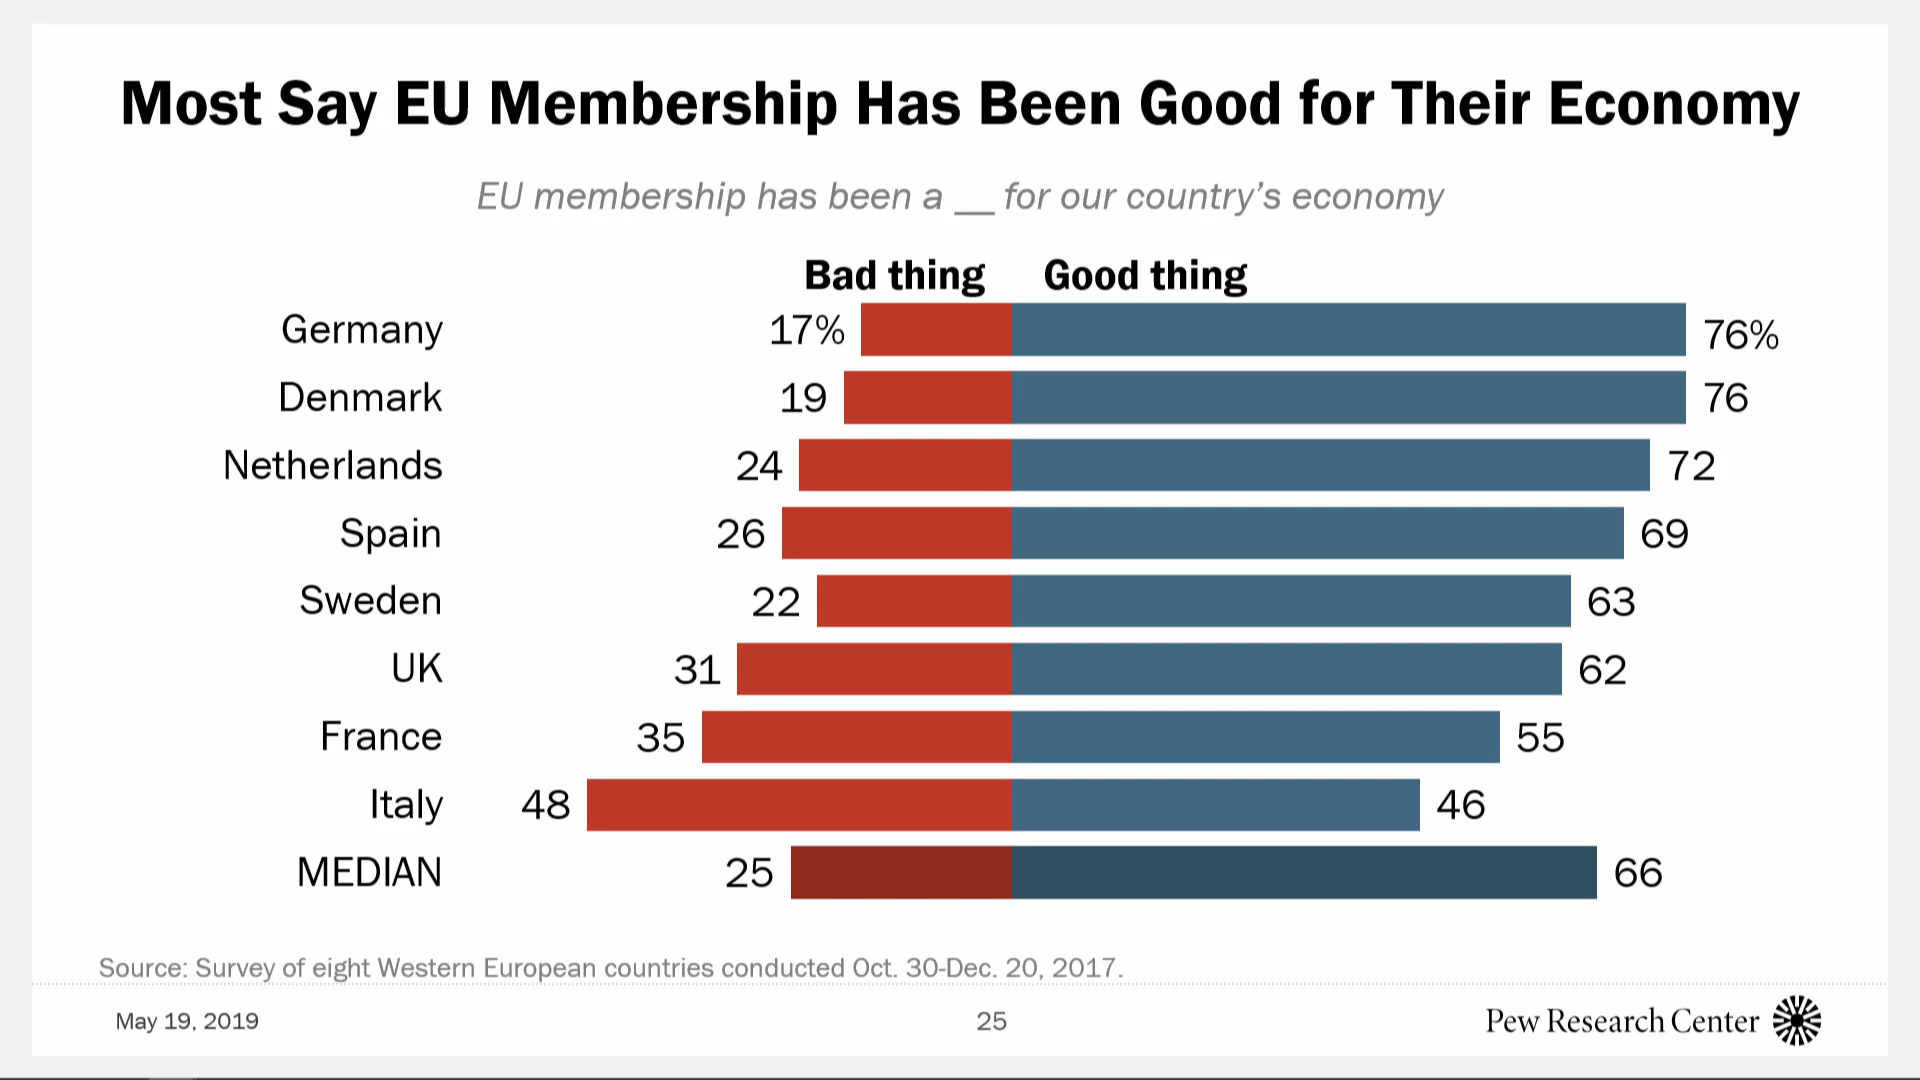 Most Say EU Membership Has Been Good for Their Economy
EU membership has been a __ for our country’s economy
Bad thing Good thing
Germany 17% 76%
Denmark 19 76
Netherlands 24 72
Spain 26 69
Sweden 22 63
UK 31 62
France 35 55
Italy 48 46
MEDIAN 25 66
Source: Survey of eight Western European countries conducted Oct. 30-Dec. 20, 2017.
May 19, 2019 25 Pew Research Center